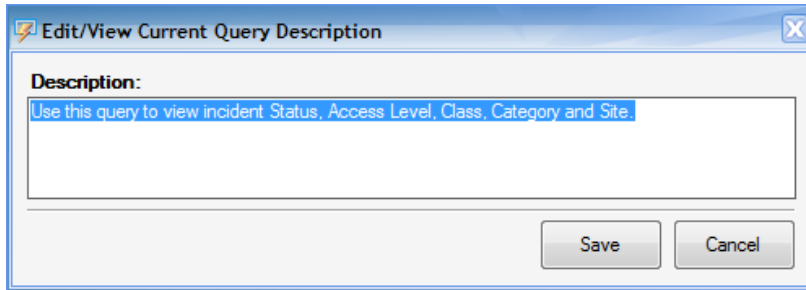 Edit/View Current Query Description
Description:
Use this query to view incident Status, Access Level, Class, Category and Site.
Save Cancel